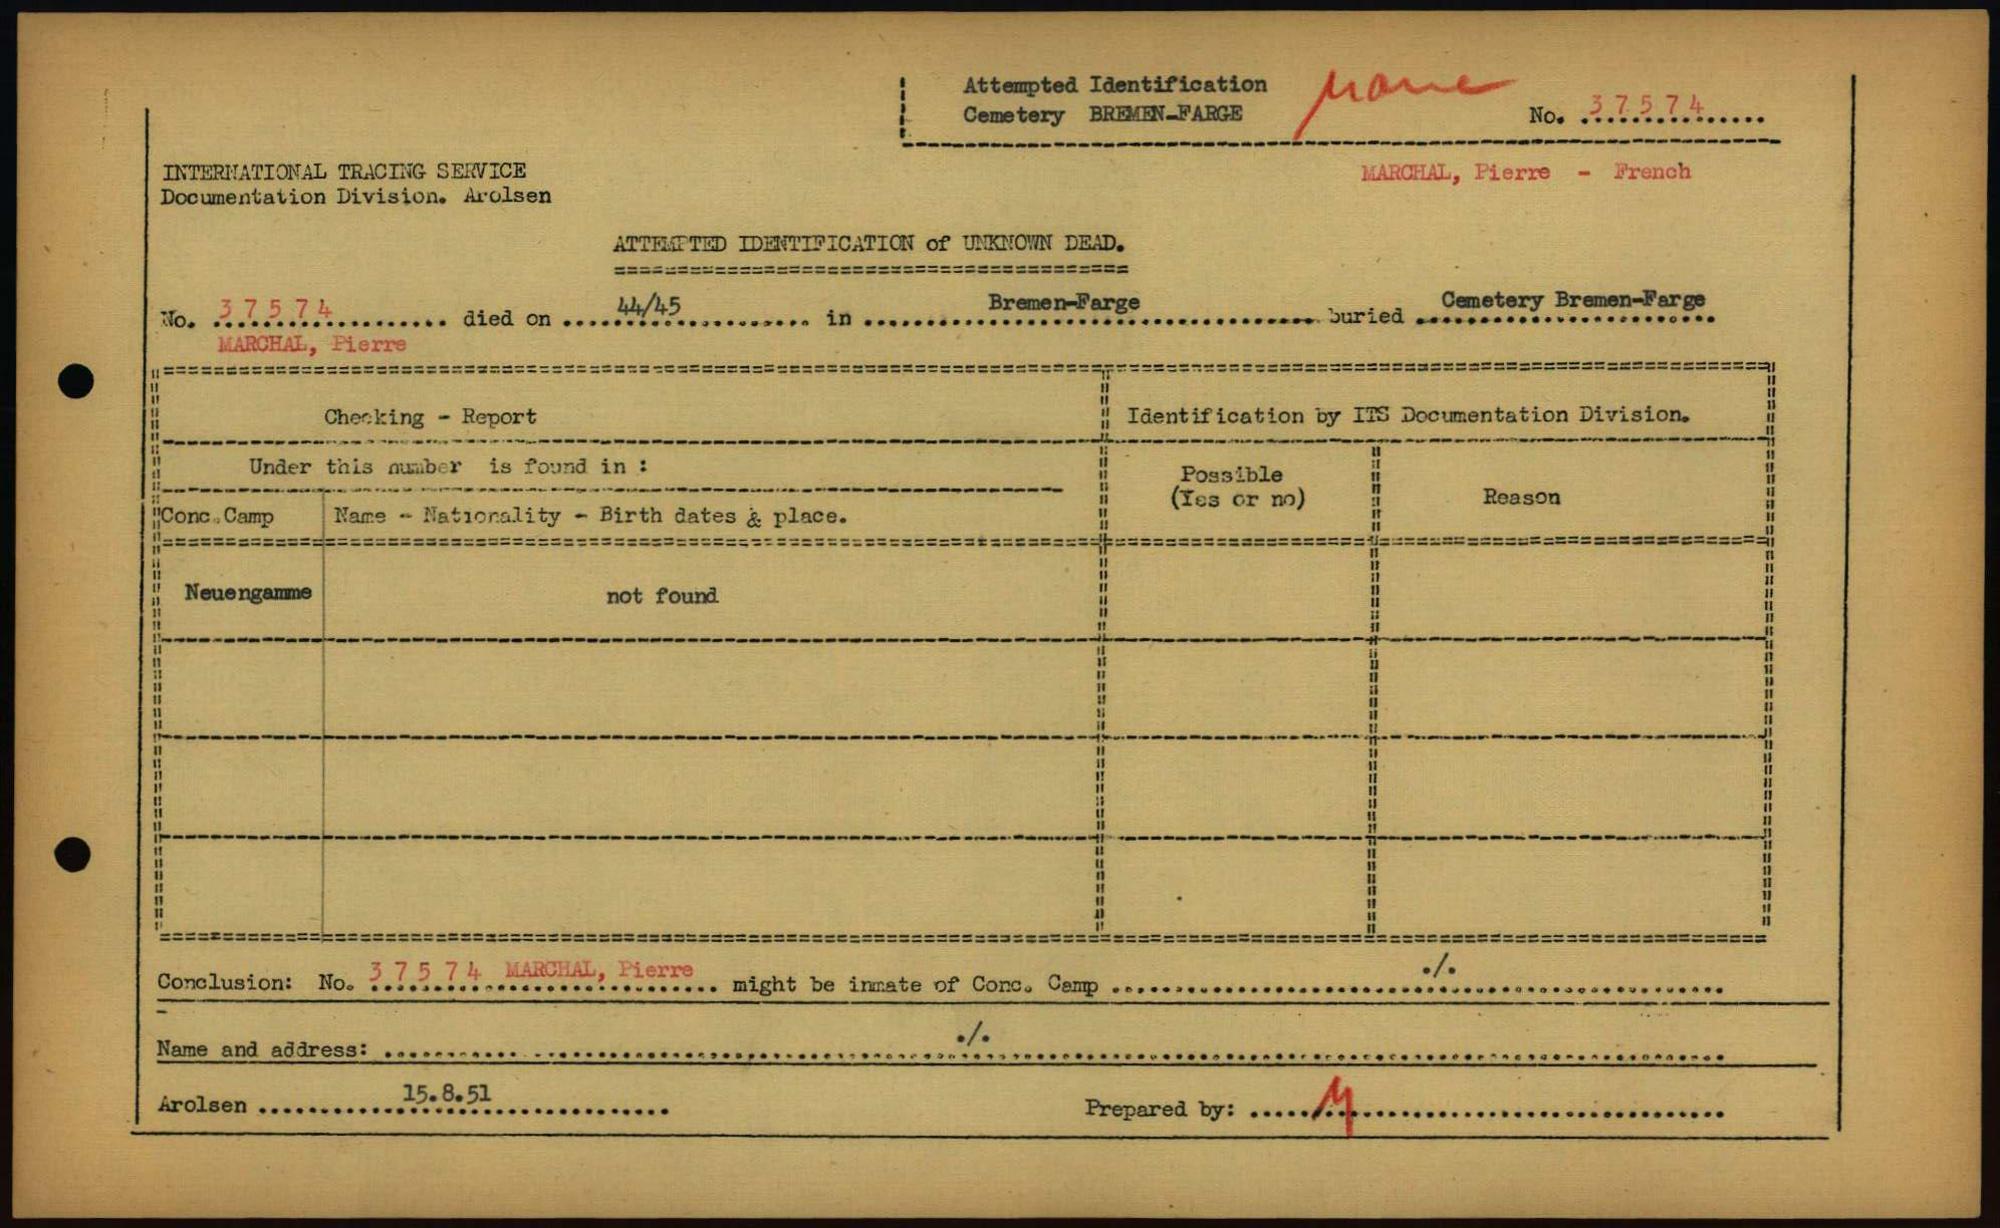 Attempted Identification
Cemetery BREMEN-FARGE
No. 37574
MARCHAL, Pierre - French
INTERNATIONAL TRACING SERVICE
Documentation Division. Arolsen
ATTEMPTED IDENTIFICATION of UNKNOWN DEAD.
No. 37574 died on 44/45 in Bremen-Farge buried Cemetery Bremen-Farge
MARCHAL, Pierre
Checking - Report
Identification by ITS Documentation Division.
Under this number is found in :
Possible
(Yes or no)
Reason
Conc.Camp
Name - Nationality - Birth dates & place.
Neuengamme
not found
Conclusion: No. 37574 MARCHAL, Pierre might be inmate of Conc. Camp ./.
Name and address: ./.
Arolsen 15.8.51
Prepared by: